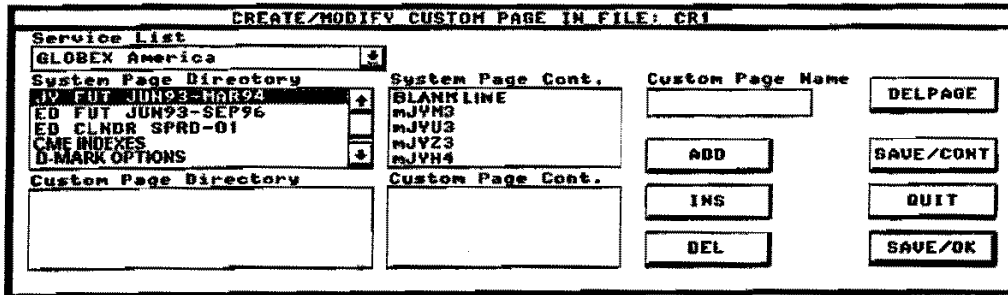 CREATE/MODIFY CUSTOM PAGE IN FILE: CR1
Service List
GLOBEX America
System Page Directory
JY FUT JUN93-MAR94
ED FUT JUN93-SEP96
ED CLNDR SPRD-01
CME INDEXES
D-MARK OPTIONS
System Page Cont.
BLANK LINE
mJYM3
mJYU3
mJYZ3
mJYH4
Custom Page Name
DELPAGE
ADD
SAVE/CONT
Custom Page Directory
Custom Page Cont.
INS
QUIT
DEL
SAVE/OK